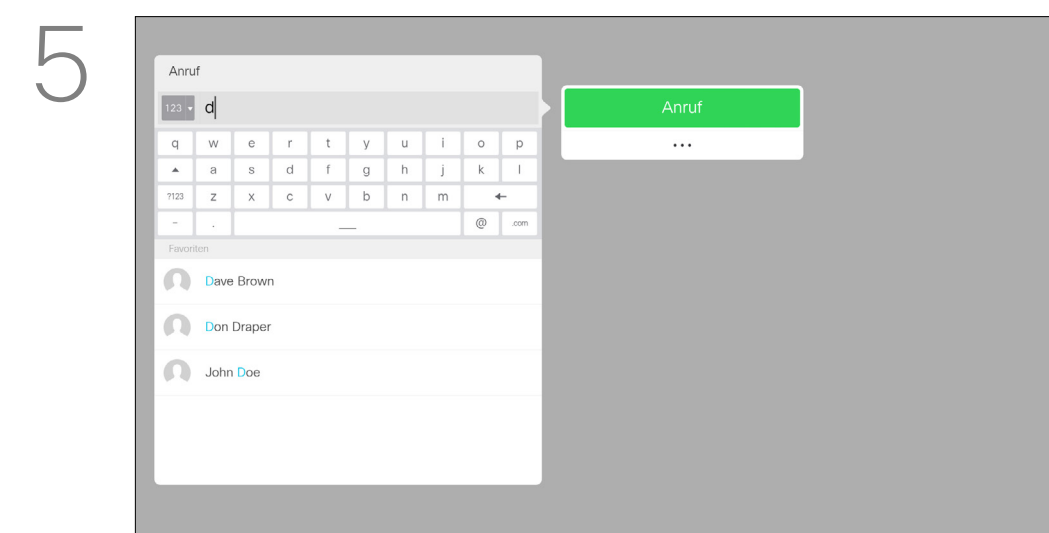 5
Anruf
123 d
Anruf
...
q w e r t y u i o p
a s d f g h j k l
?123 z x c v b n m
- . @ .com
Favoriten
Dave Brown
Don Draper
John Doe